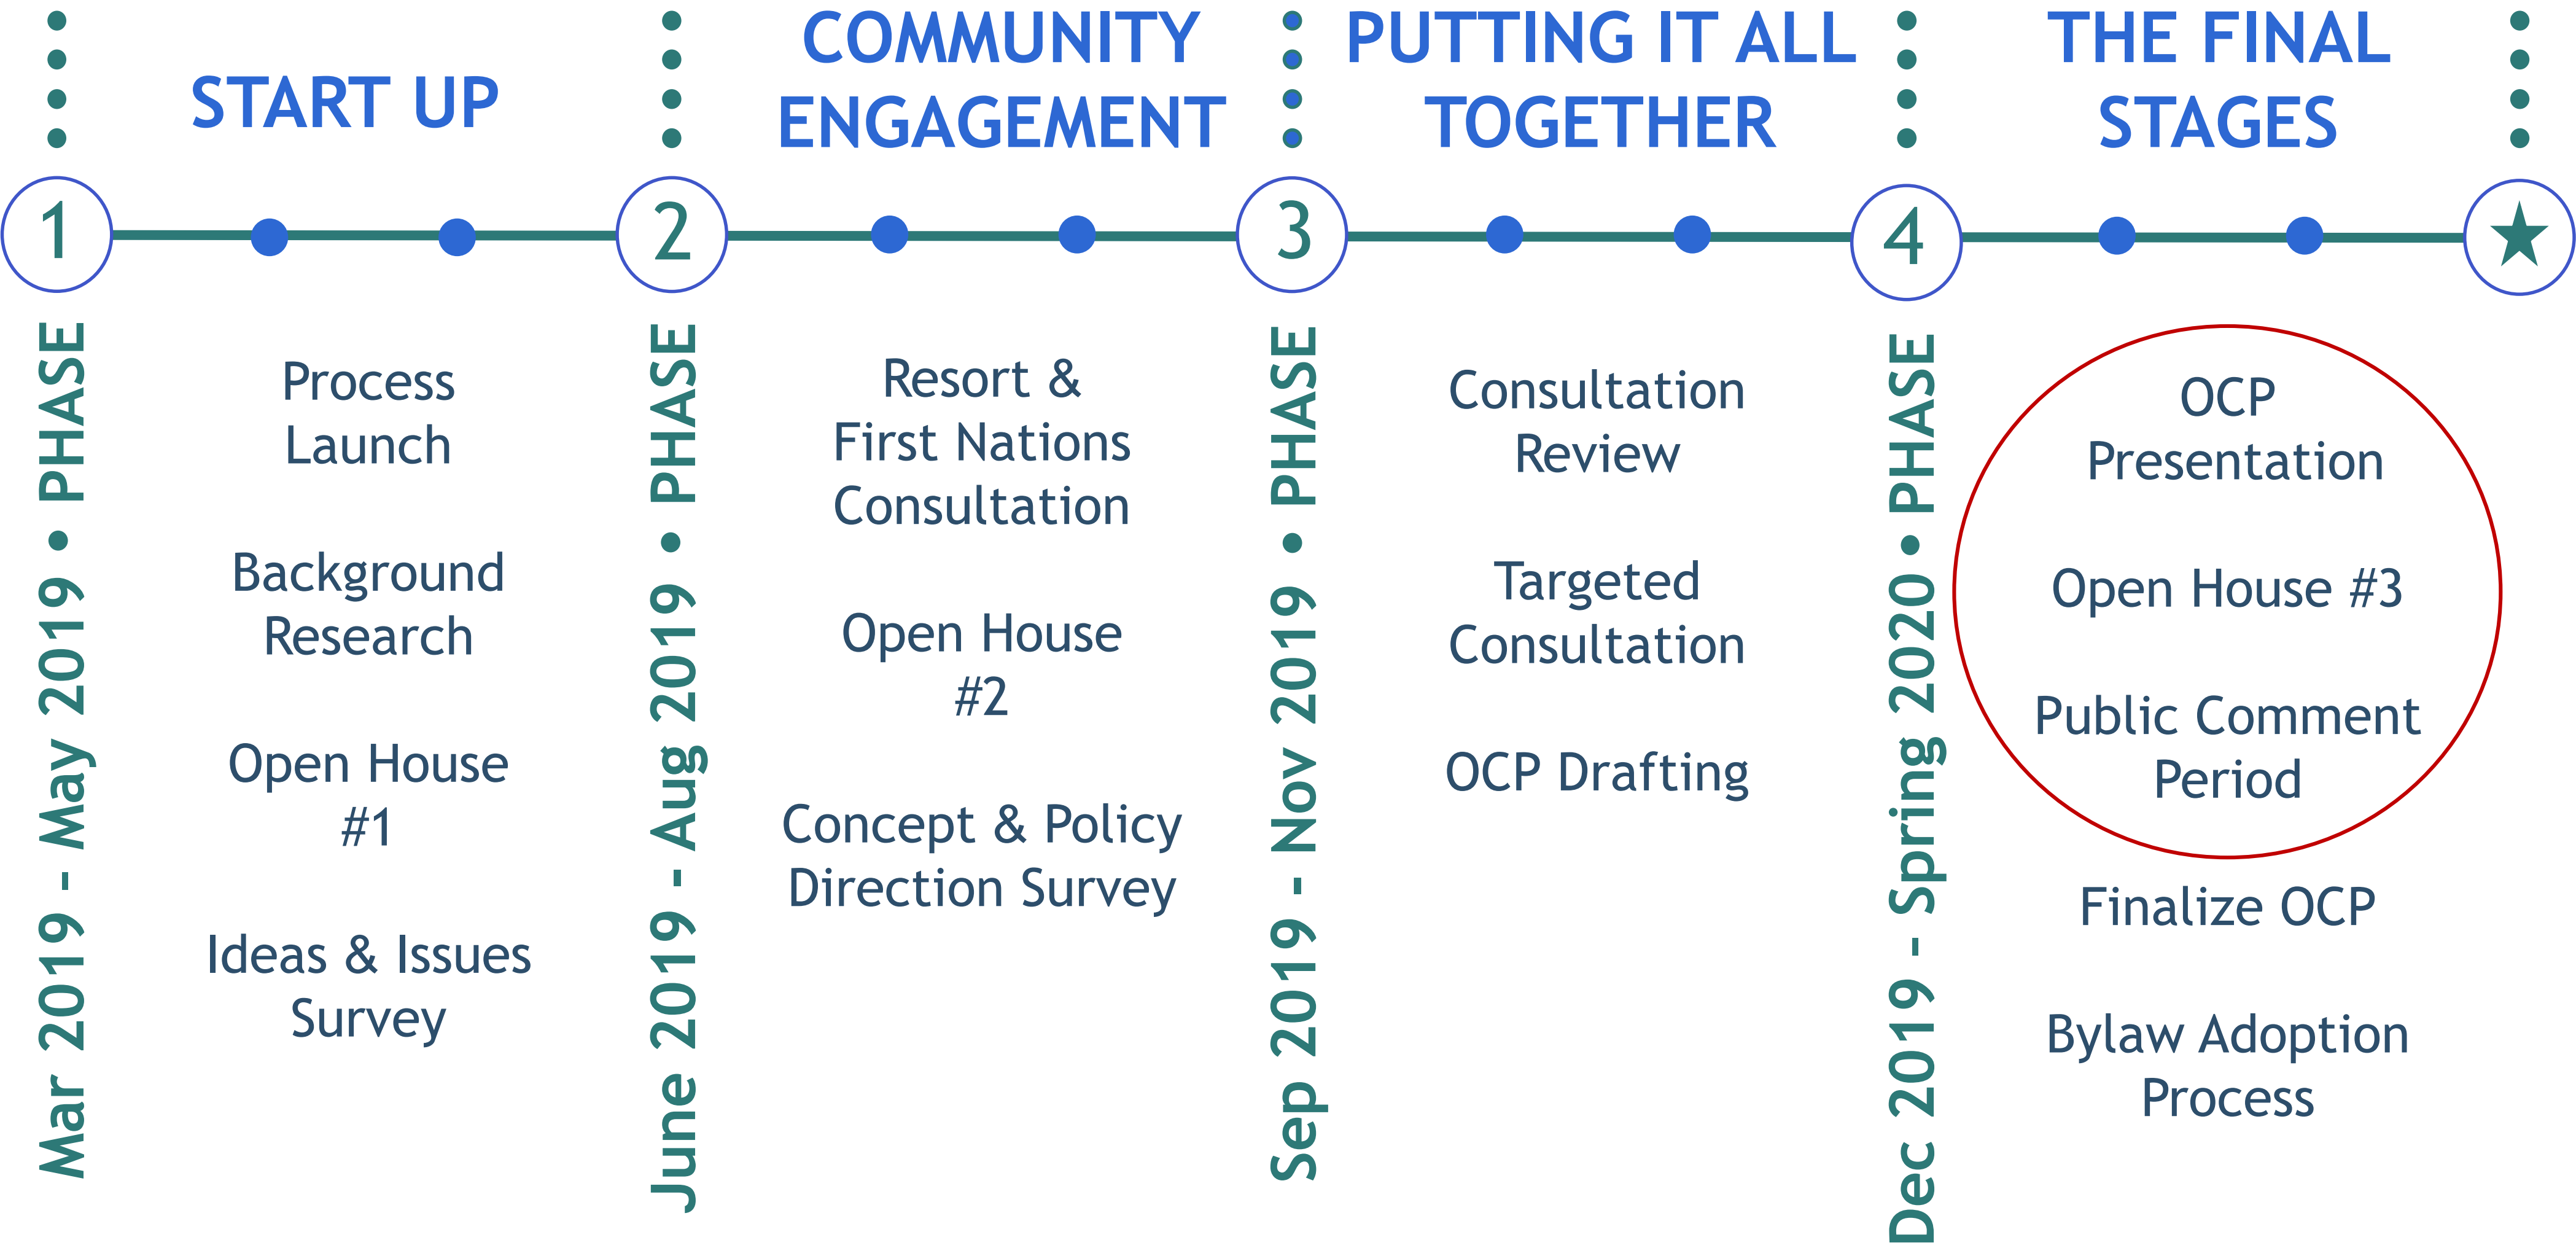 START UP
COMMUNITY
ENGAGEMENT
PUTTING IT ALL
TOGETHER
THE FINAL
STAGES
1
2
3
4
Mar 2019 - May 2019 • PHASE
Process
Launch
Background
Research
Open House
#1
Ideas & Issues
Survey
June 2019 - Aug 2019 • PHASE
Resort &
First Nations
Consultation
Open House
#2
Concept & Policy
Direction Survey
Sep 2019 - Nov 2019 • PHASE
Consultation
Review
Targeted
Consultation
OCP Drafting
Dec 2019 - Spring 2020 • PHASE
OCP
Presentation
Open House #3
Public Comment
Period
Finalize OCP
Bylaw Adoption
Process